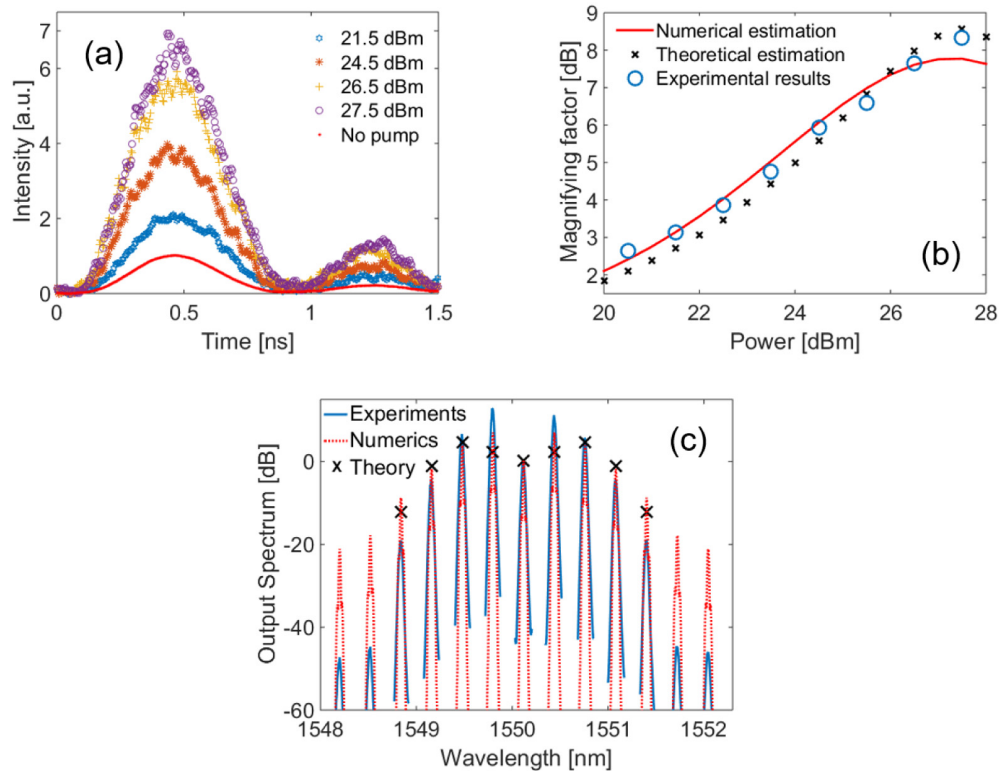 (a)
21.5 dBm
24.5 dBm
26.5 dBm
27.5 dBm
No pump
Intensity [a.u.]
7
6
4
2
0
0
0.5
1
1.5
Time [ns]
(b)
Numerical estimation
Theoretical estimation
Experimental results
Magnifying factor [dB]
9
8
7
6
5
4
3
2
20
22
24
26
28
Power [dBm]
(c)
Experiments
Numerics
Theory
Output Spectrum [dB]
0
-20
-40
-60
1548
1549
1550
1551
1552
Wavelength [nm]